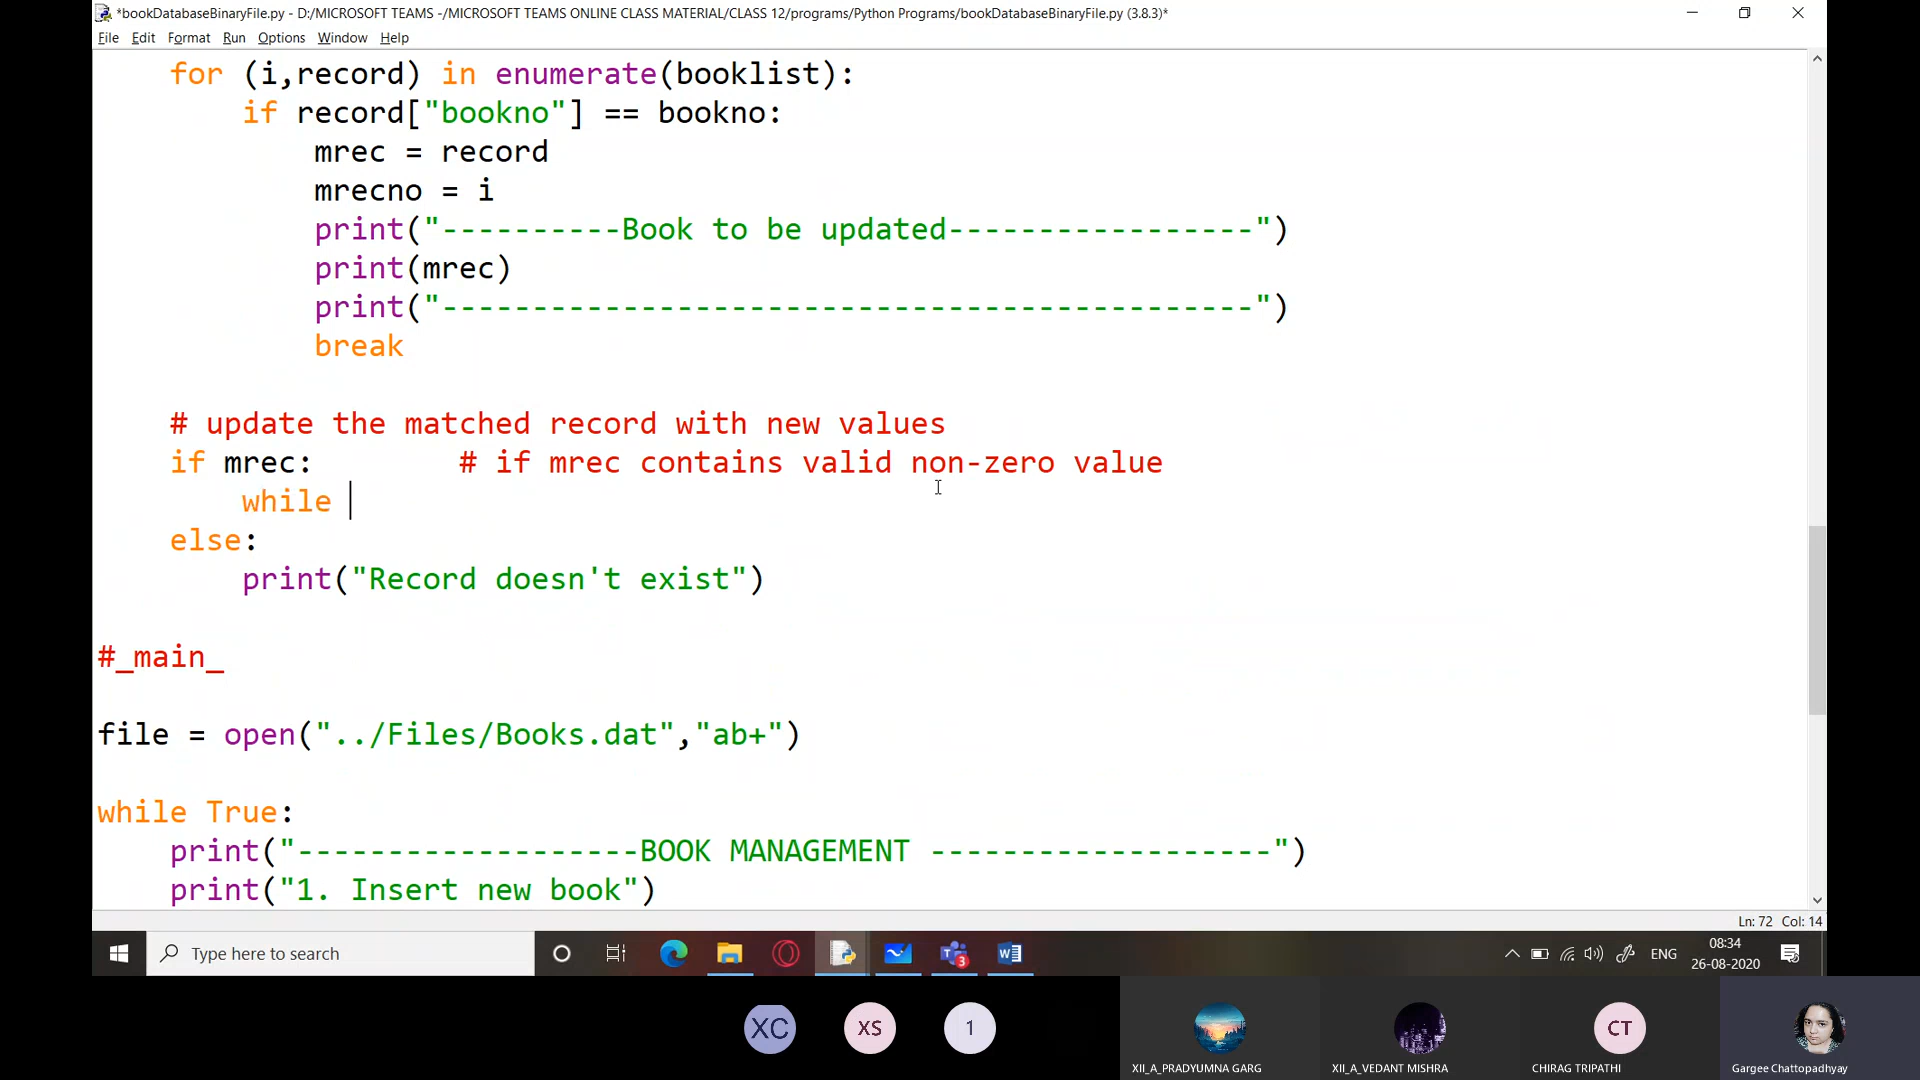 *bookDatabaseBinaryFile.py - D:/MICROSOFT TEAMS -/MICROSOFT TEAMS ONLINE CLASS MATERIAL/CLASS 12/programs/Python Programs/bookDatabaseBinaryFile.py (3.8.3)*
File Edit Format Run Options Window Help
for (i,record) in enumerate(booklist):
if record["bookno"] == bookno:
mrec = record
mrecno = i
print("----------Book to be updated-----------------")
print(mrec)
print("---------------------------------------------")
break
# update the matched record with new values
if mrec: # if mrec contains valid non-zero value
while
else:
print("Record doesn't exist")
#_main_
file = open("../Files/Books.dat","ab+")
while True:
print("-------------------BOOK MANAGEMENT -------------------")
print("1. Insert new book")
Ln: 72 Col: 14
Type here to search
3
ENG
08:34
26-08-2020
XC XS 1 CT
XII_A_PRADYUMNA GARG XII_A_VEDANT MISHRA CHIRAG TRIPATHI Gargee Chattopadhyay